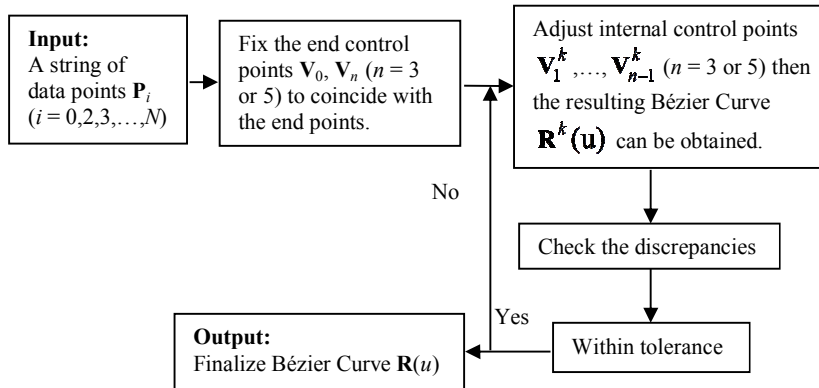 Input:
A string of
data points P_i
(i = 0,2,3,…,N)
Fix the end control
points V_0, V_n (n = 3
or 5) to coincide with
the end points.
Adjust internal control points
V_1^k ,…, V_{n-1}^k (n = 3 or 5) then
the resulting Bézier Curve
R^k(u) can be obtained.
No
Check the discrepancies
Yes
Within tolerance
Output:
Finalize Bézier Curve R(u)